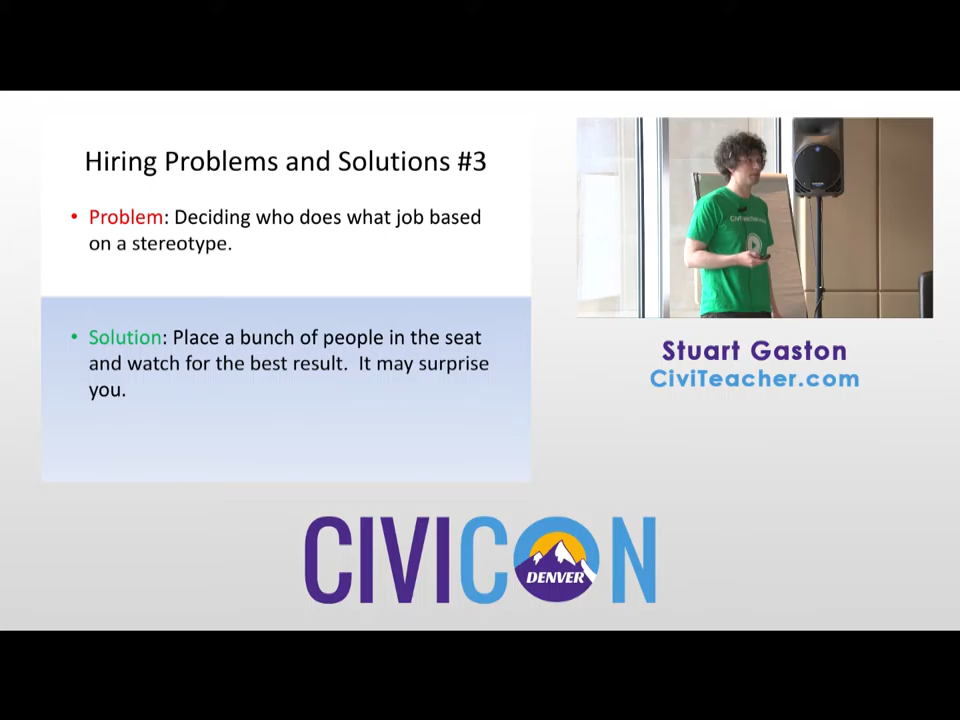 Hiring Problems and Solutions #3
• Problem: Deciding who does what job based
on a stereotype.
• Solution: Place a bunch of people in the seat
and watch for the best result.  It may surprise
you.
CiviTeacher
Stuart Gaston
CiviTeacher.com
CIVICON
DENVER